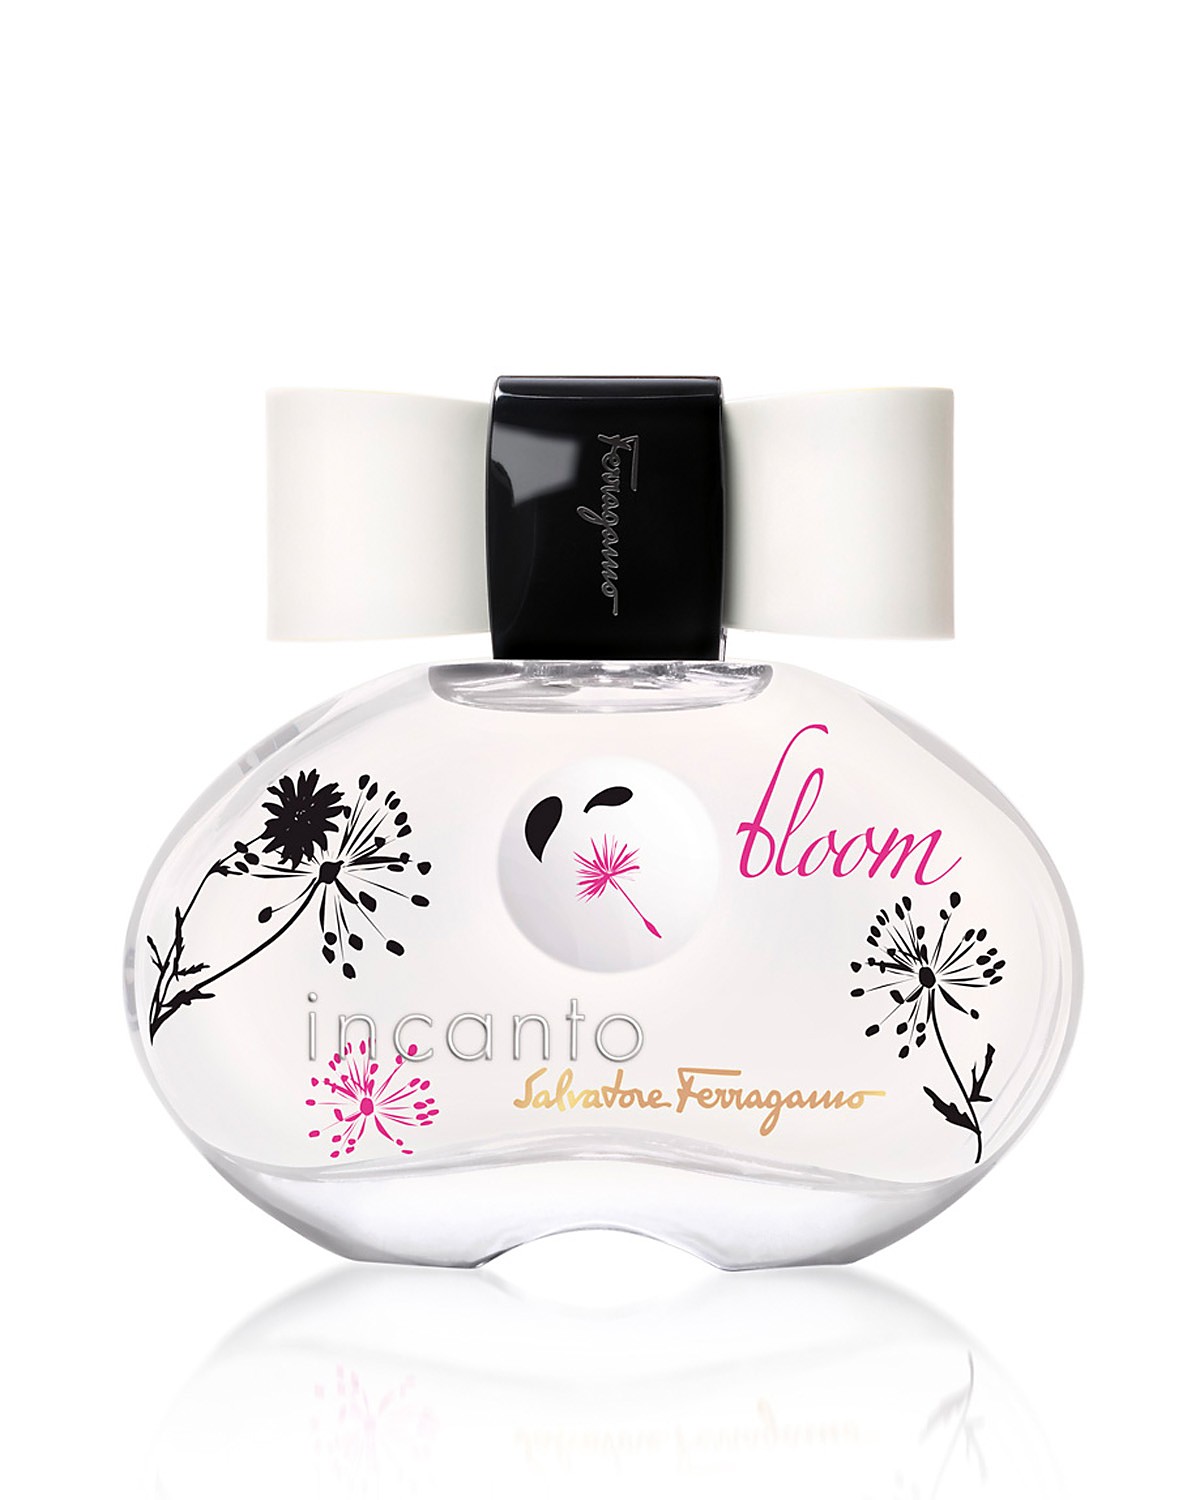 Ferragamo
bloom
incanto
Salvatore Ferragamo